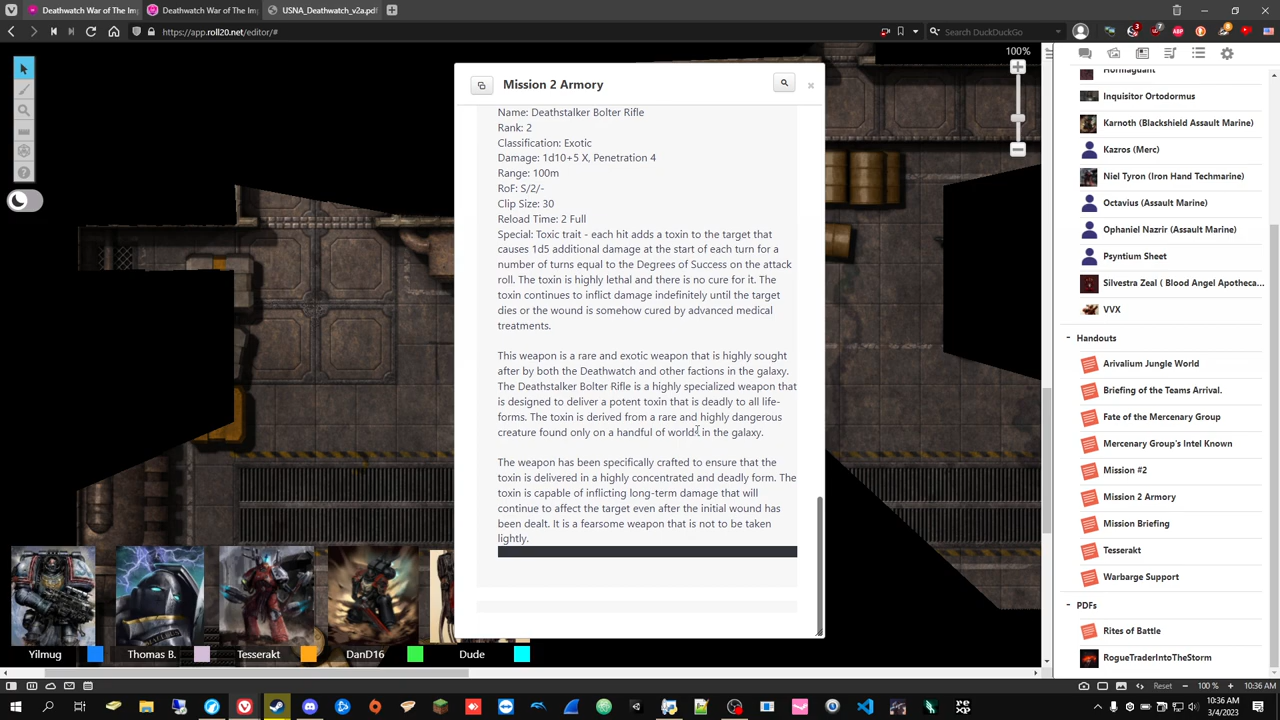 Deathwatch War of The Imp
Deathwatch War of The Im
USNA_Deathwatch_v2a.pdf
https://app.roll20.net/editor/#
Search DuckDuckGo
100%
Mission 2 Armory
Name: Deathstalker Bolter Rifle
Rank: 2
Classification: Exotic
Damage: 1d10+5 X, Penetration 4
Range: 100m
RoF: S/2/-
Clip Size: 30
Reload Time: 2 Full
Special: Toxic trait - each hit adds a toxin to the target that
causes 1d5 additional damage at the start of each turn for a
number of turns equal to the Degrees of Success on the attack
roll. The toxin is highly lethal and there is no cure for it. The
toxin continues to inflict damage indefinitely until the target
dies or the wound is somehow cured by advanced medical
treatments.
This weapon is a rare and exotic weapon that is highly sought
after by both the Deathwatch and other factions in the galaxy.
The Deathstalker Bolter Rifle is a highly specialized weapon that
is designed to deliver a potent toxin that is deadly to all life-
forms. The toxin is derived from a rare and highly dangerous
creature found only on a handful of worlds in the galaxy.
The weapon has been specifically crafted to ensure that the
toxin is delivered in a highly concentrated and deadly form. The
toxin is capable of inflicting long-term damage that will
continue to affect the target even after the initial wound has
been dealt. It is a fearsome weapon that is not to be taken
lightly.
Yilmug
Thomas B.
Tesserakt
DanD16
Dude
Hormagaunt
Inquisitor Ortodormus
Karnoth (Blackshield Assault Marine)
Kazros (Merc)
Niel Tyron (Iron Hand Techmarine)
Octavius (Assault Marine)
Ophaniel Nazrir (Assault Marine)
Psyntium Sheet
Silvestra Zeal ( Blood Angel Apotheca...
VVX
Handouts
Arivalium Jungle World
Briefing of the Teams Arrival.
Fate of the Mercenary Group
Mercenary Group's Intel Known
Mission #2
Mission 2 Armory
Mission Briefing
Tesserakt
Warbarge Support
PDFs
Rites of Battle
RogueTraderIntoTheStorm
Reset
100 %
10:36 AM
10:36 AM
3/4/2023